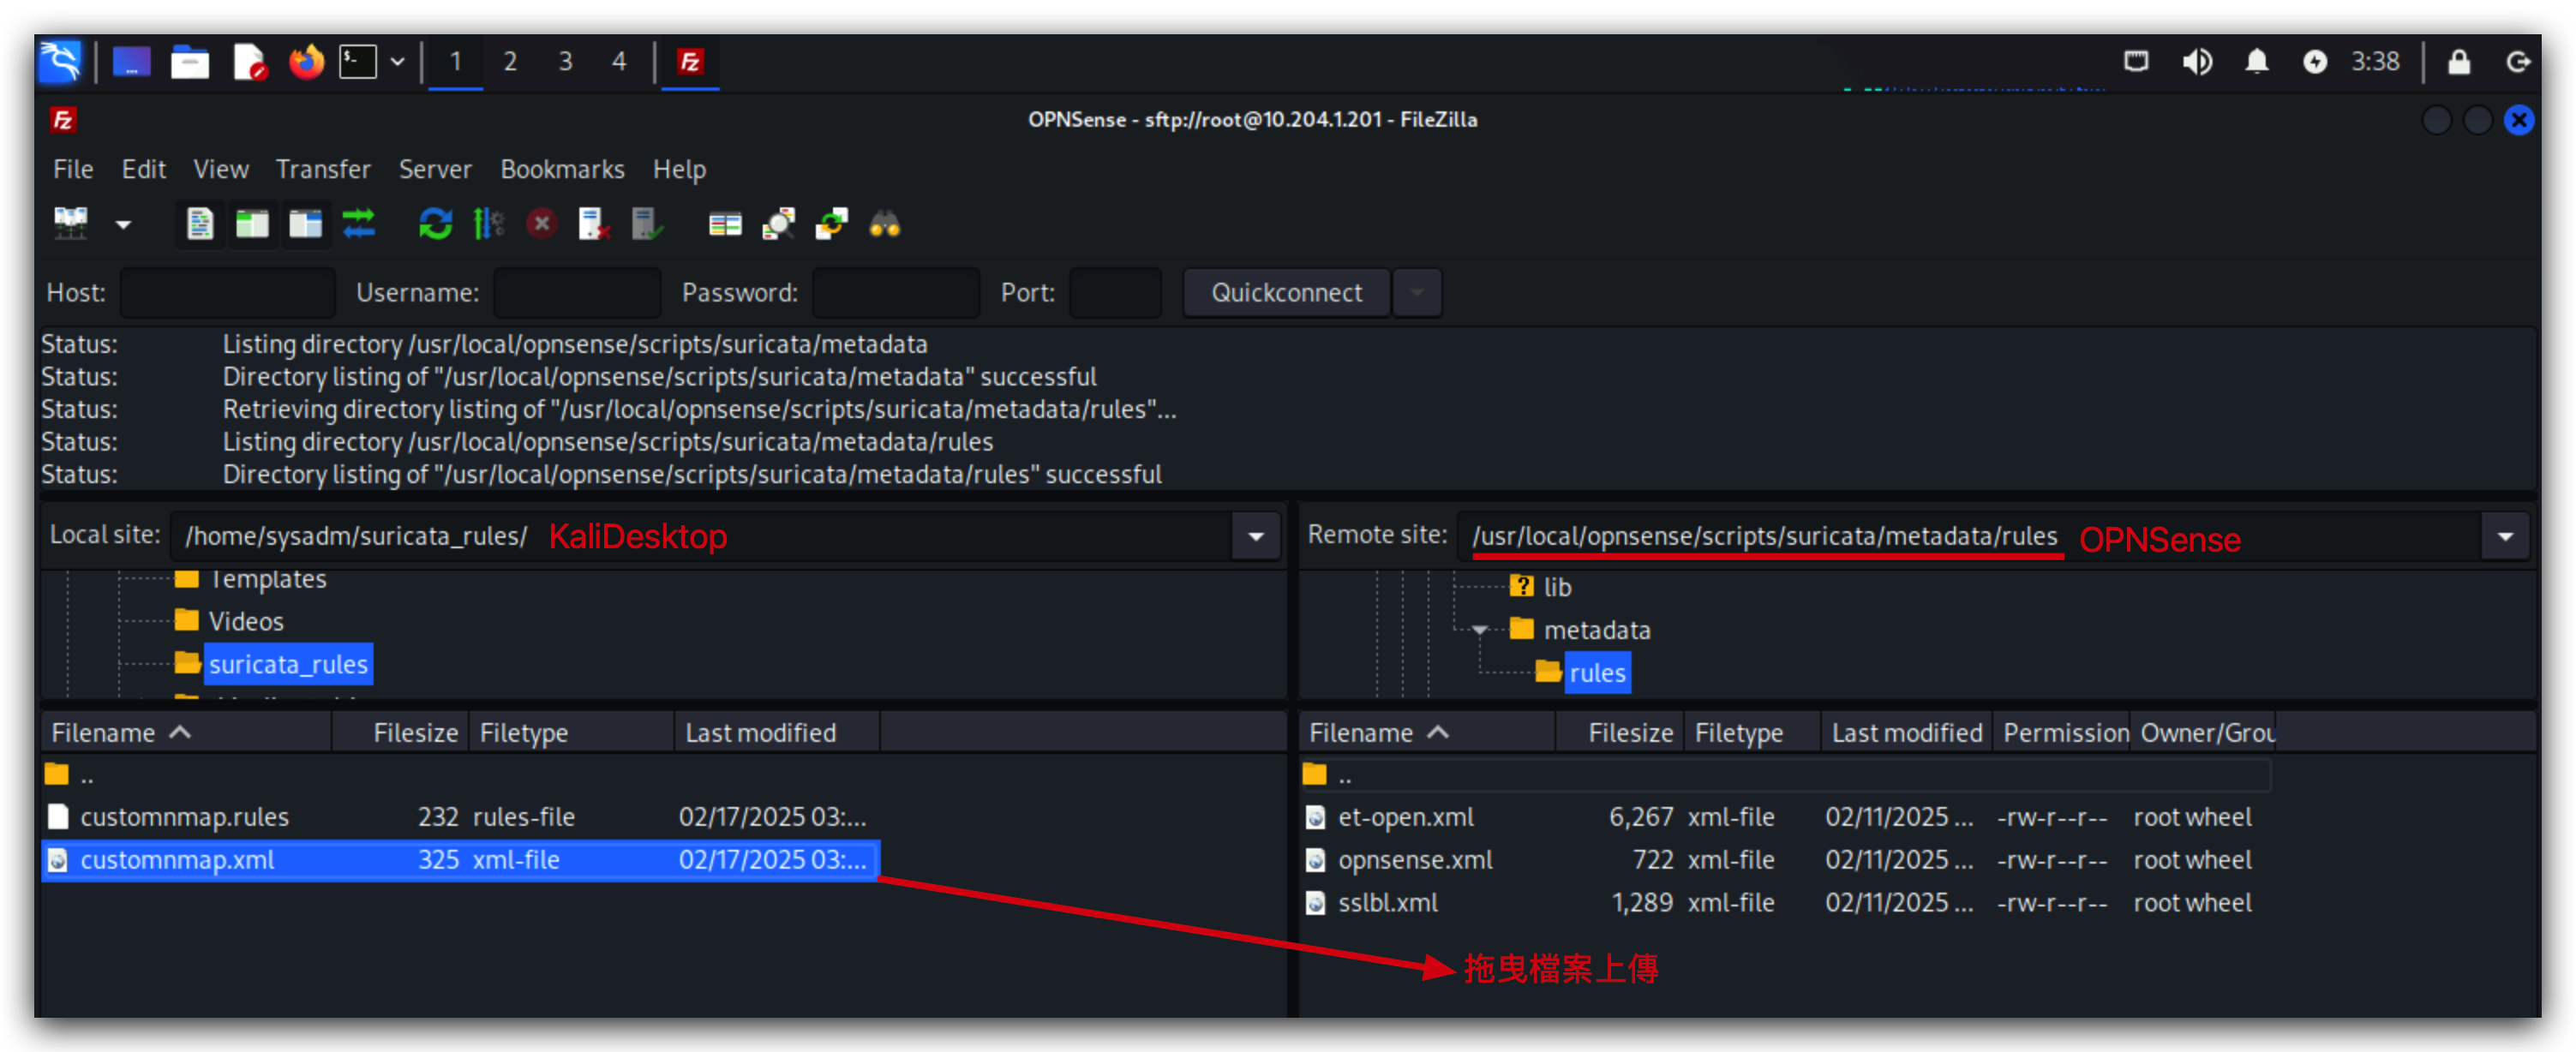 1 2 3 4 3:38
OPNSense - sftp://root@10.204.1.201 - FileZilla
File Edit View Transfer Server Bookmarks Help
Host: Username: Password: Port: Quickconnect
Status: Listing directory /usr/local/opnsense/scripts/suricata/metadata
Status: Directory listing of "/usr/local/opnsense/scripts/suricata/metadata" successful
Status: Retrieving directory listing of "/usr/local/opnsense/scripts/suricata/metadata/rules"...
Status: Listing directory /usr/local/opnsense/scripts/suricata/metadata/rules
Status: Directory listing of "/usr/local/opnsense/scripts/suricata/metadata/rules" successful
Local site: /home/sysadm/suricata_rules/ KaliDesktop
Templates
Videos
suricata_rules
Filename Filesize Filetype Last modified
..
customnmap.rules 232 rules-file 02/17/2025 03:...
customnmap.xml 325 xml-file 02/17/2025 03:...
Remote site: /usr/local/opnsense/scripts/suricata/metadata/rules OPNSense
lib
metadata
rules
Filename Filesize Filetype Last modified Permission Owner/Grou
..
et-open.xml 6,267 xml-file 02/11/2025 ... -rw-r--r-- root wheel
opnsense.xml 722 xml-file 02/11/2025 ... -rw-r--r-- root wheel
sslbl.xml 1,289 xml-file 02/11/2025 ... -rw-r--r-- root wheel
拖曳檔案上傳